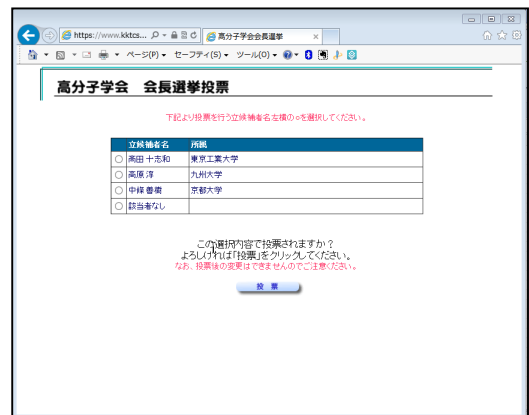 https://www.kktcs...
高分子学会会長選挙
ページ(P)
セーフティ(S)
ツール(O)
高分子学会　会長選挙投票
下記より投票を行う立候補者名左横の○を選択してください。
立候補者名 所属
高田 十志和 東京工業大学
高原 淳 九州大学
中條 善樹 京都大学
該当者なし
この選択内容で投票されますか？
よろしければ「投票」をクリックしてください。
なお、投票後の変更はできませんのでご注意ください。
投 票